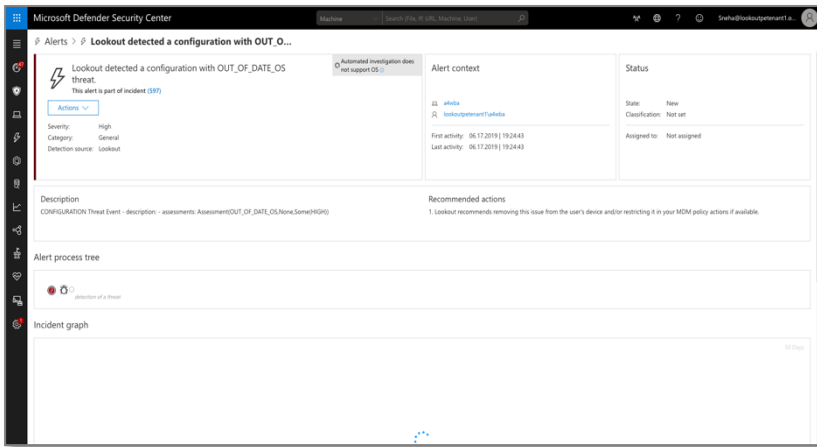 Microsoft Defender Security Center
Machine
Search (File, IP, URL, Machine, User)
?
Sneha@lookoutpetenant1.o...
Alerts > Lookout detected a configuration with OUT_O...
Lookout detected a configuration with OUT_OF_DATE_OS
threat.
This alert is part of incident (597)
Automated investigation does
not support OS
Actions
Severity: High
Category: General
Detection source: Lookout
Alert context
a4wba
lookoutpetenant1\a4wba
First activity: 06.17.2019 | 19:24:43
Last activity: 06.17.2019 | 19:24:43
Status
State: New
Classification: Not set
Assigned to: Not assigned
Description
CONFIGURATION Threat Event - description: - assessments: Assessment(OUT_OF_DATE_OS,None,Some(HIGH))
Recommended actions
1. Lookout recommends removing this issue from the user's device and/or restricting it in your MDM policy actions if available.
Alert process tree
detection of a threat
Incident graph
Days